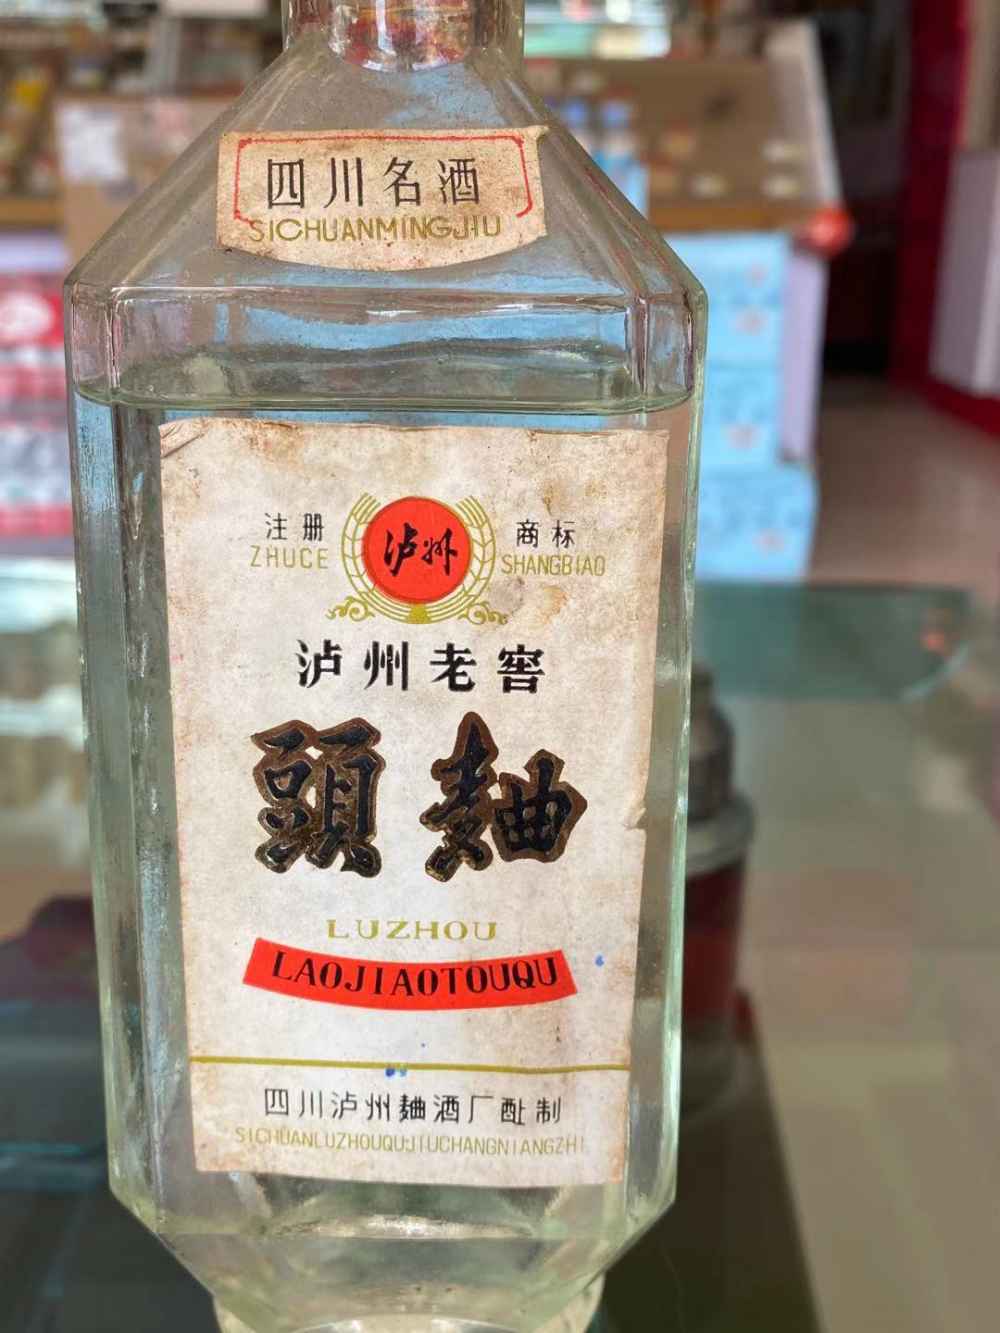 四川名酒
SICHUANMINGJIU
注册 泸州 商标
ZHUCE SHANGBIAO
泸州老窖
頭麯
LUZHOU
LAOJIAOTOUQU
四川泸州麯酒厂酿制
SICHUANLUZHOUQUJIUCHANGNIANGZHI